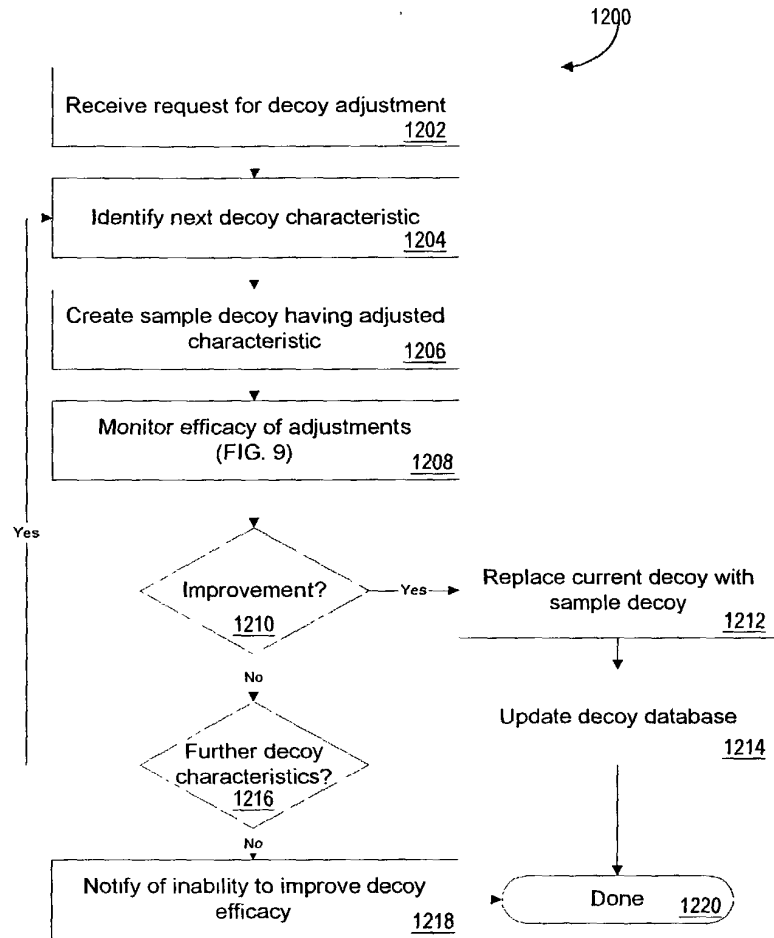 1200
Receive request for decoy adjustment
1202
Identify next decoy characteristic
1204
Create sample decoy having adjusted
characteristic
1206
Monitor efficacy of adjustments
(FIG. 9)
1208
Yes
Improvement?
1210
Yes
Replace current decoy with
sample decoy
1212
No
Update decoy database
1214
Further decoy
characteristics?
1216
No
Notify of inability to improve decoy
efficacy
1218
Done
1220